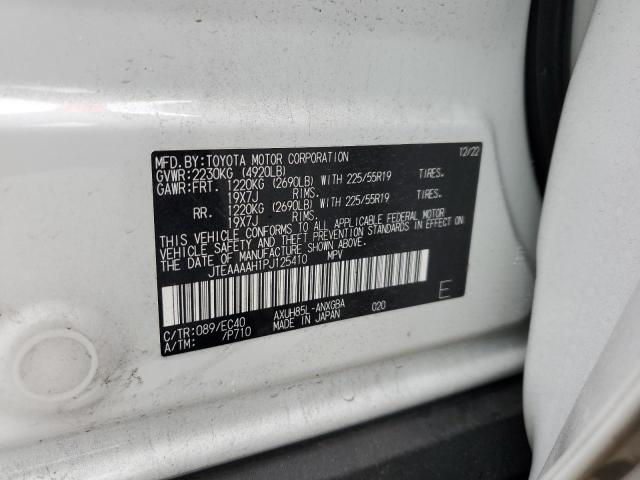 MFD. BY: TOYOTA MOTOR CORPORATION 12/22
GVWR: 2230KG (4920LB)
GAWR: FRT. 1220KG (2690LB) WITH 225/55R19 TIRES,
19X7J RIMS.
RR. 1220KG (2690LB) WITH 225/55R19 TIRES,
19X7J RIMS.
THIS VEHICLE CONFORMS TO ALL APPLICABLE FEDERAL MOTOR
VEHICLE SAFETY AND THEFT PREVENTION STANDARDS IN EFFECT
ON THE DATE OF MANUFACTURE SHOWN ABOVE.
JTEAAAAH1PJ125410 MPV
C/TR: 089/EC40 AXUH85L-ANXGBA 020 E
A/TM: /P710 MADE IN JAPAN